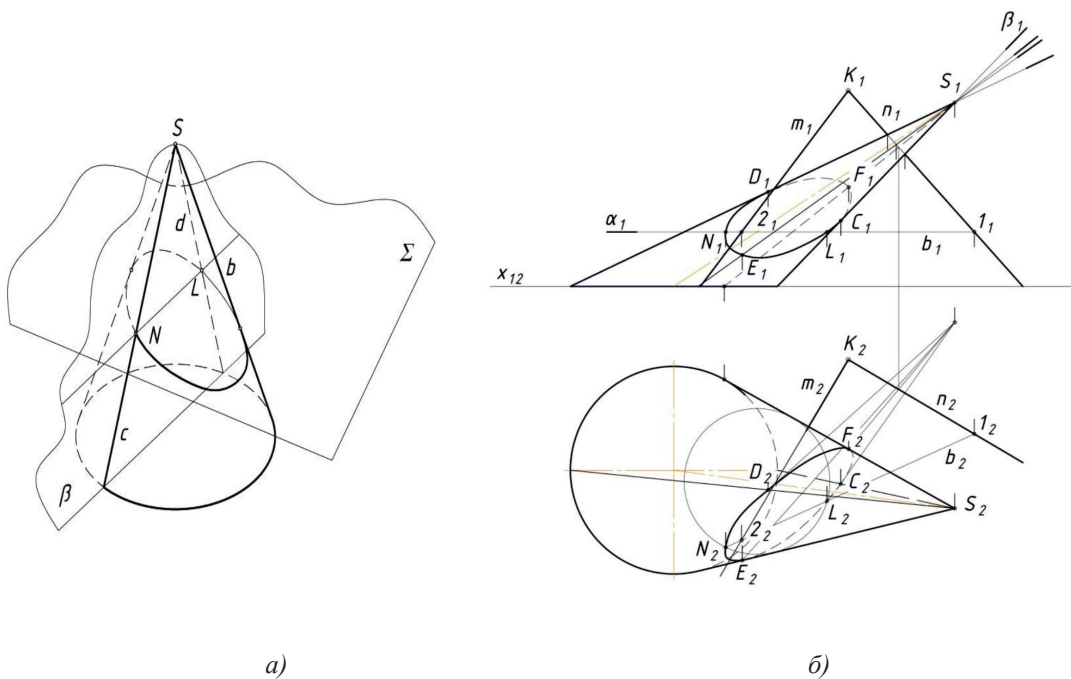 S
d
b
L
Σ
N
c
β
а)
β₁
K₁
S₁
n₁
m₁
D₁
F₁
α₁
2₁
C₁
N₁
b₁
1₁
L₁
E₁
x₁₂
K₂
m₂
n₂
F₂
1₂
b₂
D₂
C₂
L₂
S₂
2₂
N₂
E₂
б)